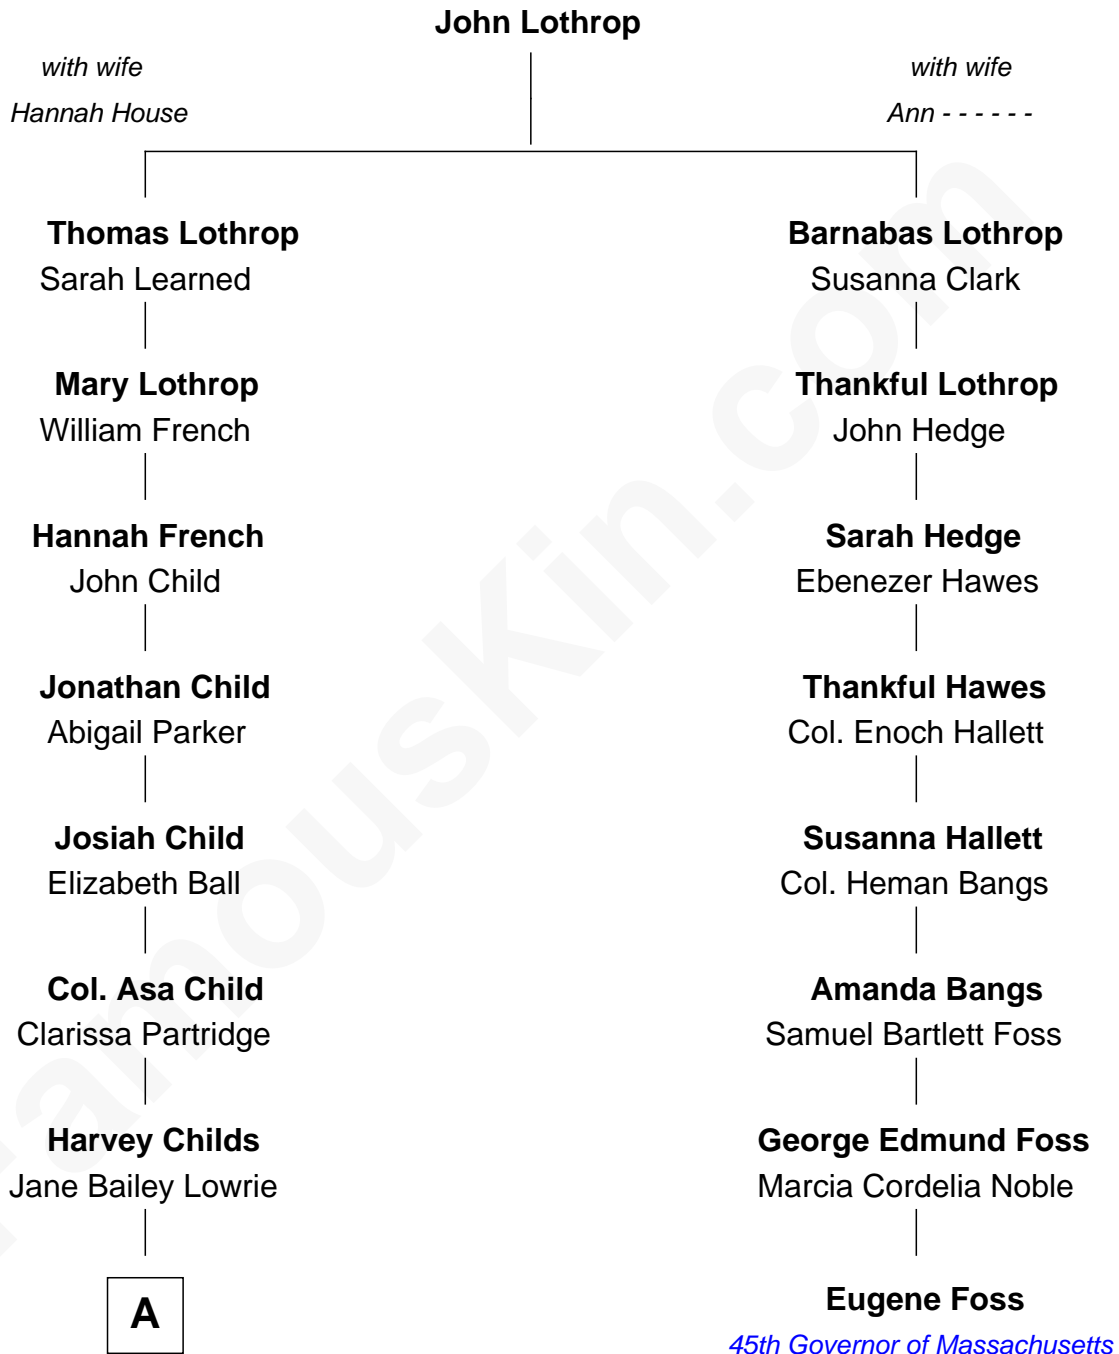 John Lothrop
with wife
Hannah House
with wife
Ann - - - - - -
Thomas Lothrop
Sarah Learned
Barnabas Lothrop
Susanna Clark
Mary Lothrop
William French
Thankful Lothrop
John Hedge
Hannah French
John Child
Sarah Hedge
Ebenezer Hawes
Jonathan Child
Abigail Parker
Thankful Hawes
Col. Enoch Hallett
Josiah Child
Elizabeth Ball
Susanna Hallett
Col. Heman Bangs
Col. Asa Child
Clarissa Partridge
Amanda Bangs
Samuel Bartlett Foss
Harvey Childs
Jane Bailey Lowrie
George Edmund Foss
Marcia Cordelia Noble
A
Eugene Foss
45th Governor of Massachusetts
FamousKin.com